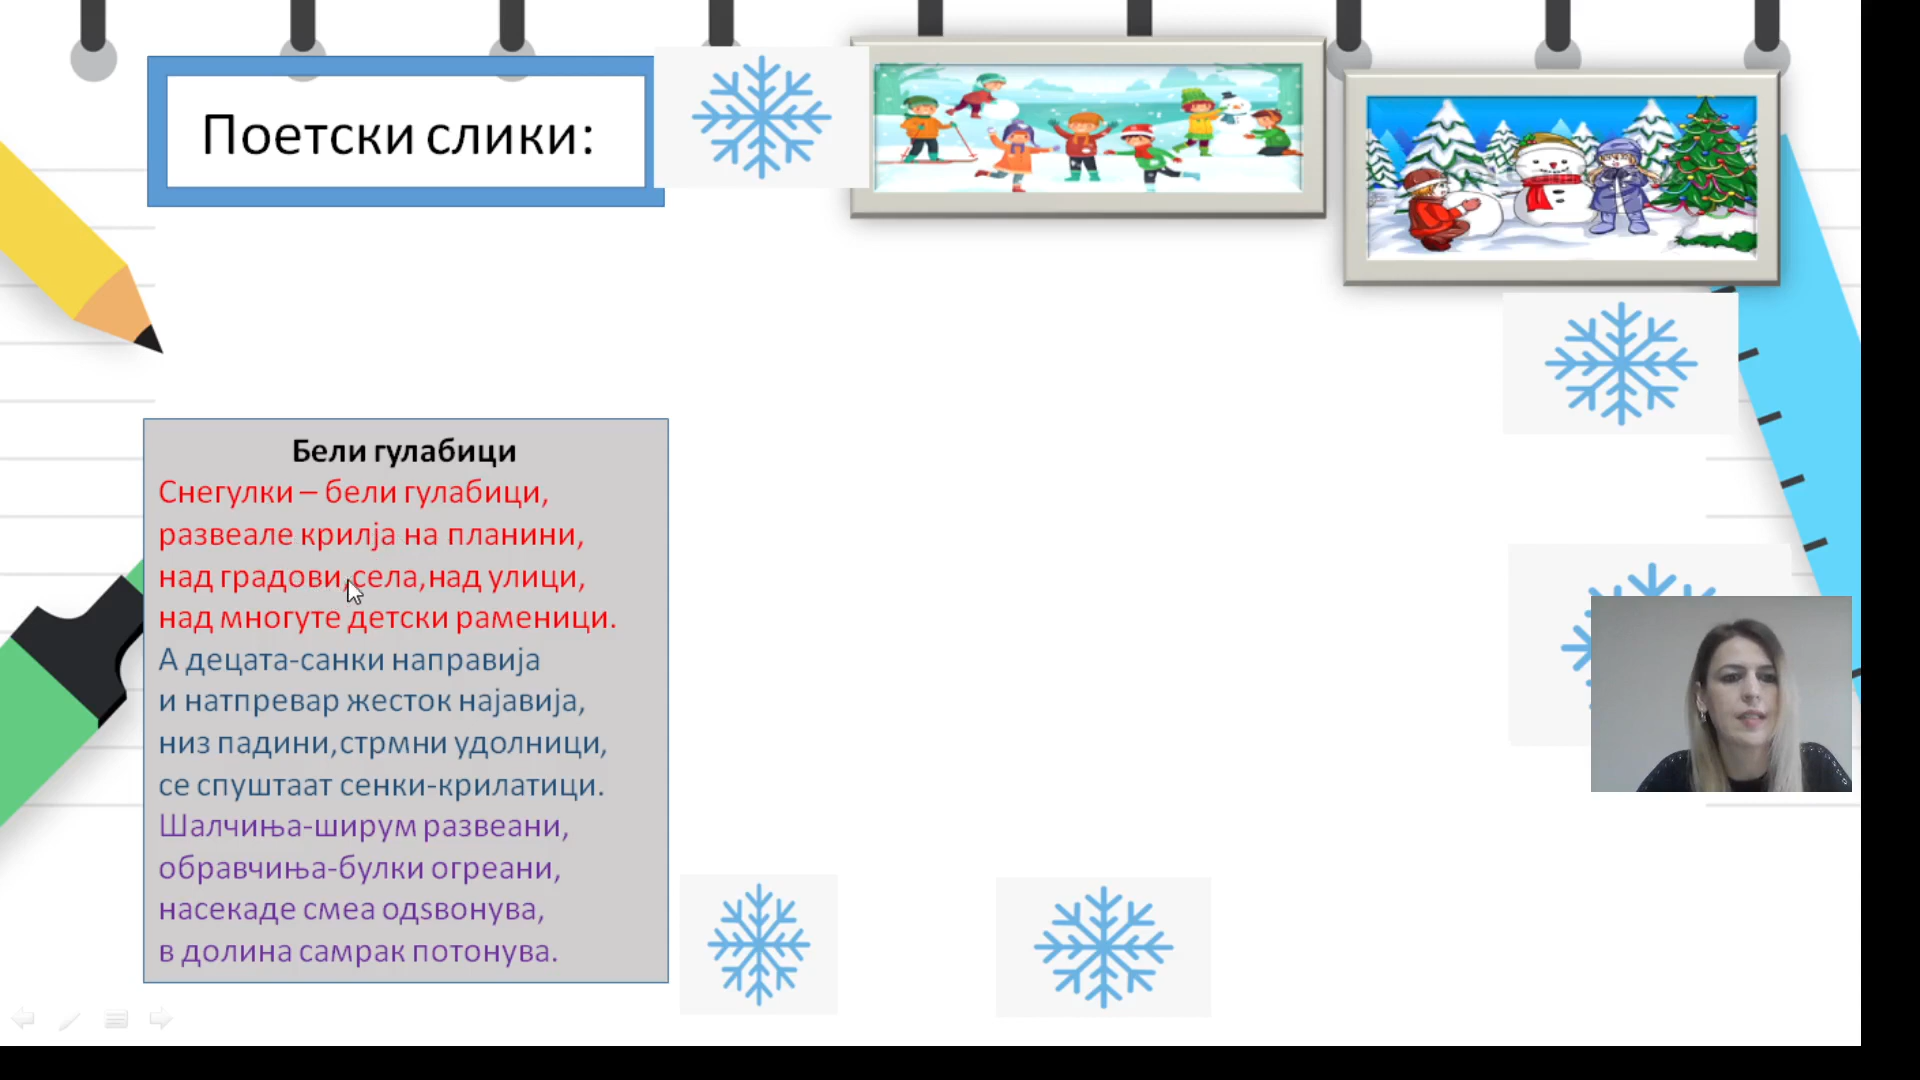 Поетски слики:
Бели гулабици
Снегулки – бели гулабици,
развеале крилја на планини,
над градови,села,над улици,
над многуте детски раменици.
А децата-санки направија
и натпревар жесток најавија,
низ падини,стрмни удолници,
се спуштаат сенки-крилатици.
Шалчиња-ширум развеани,
обравчиња-булки огреани,
насекаде смеа одѕвонува,
в долина самрак потонува.